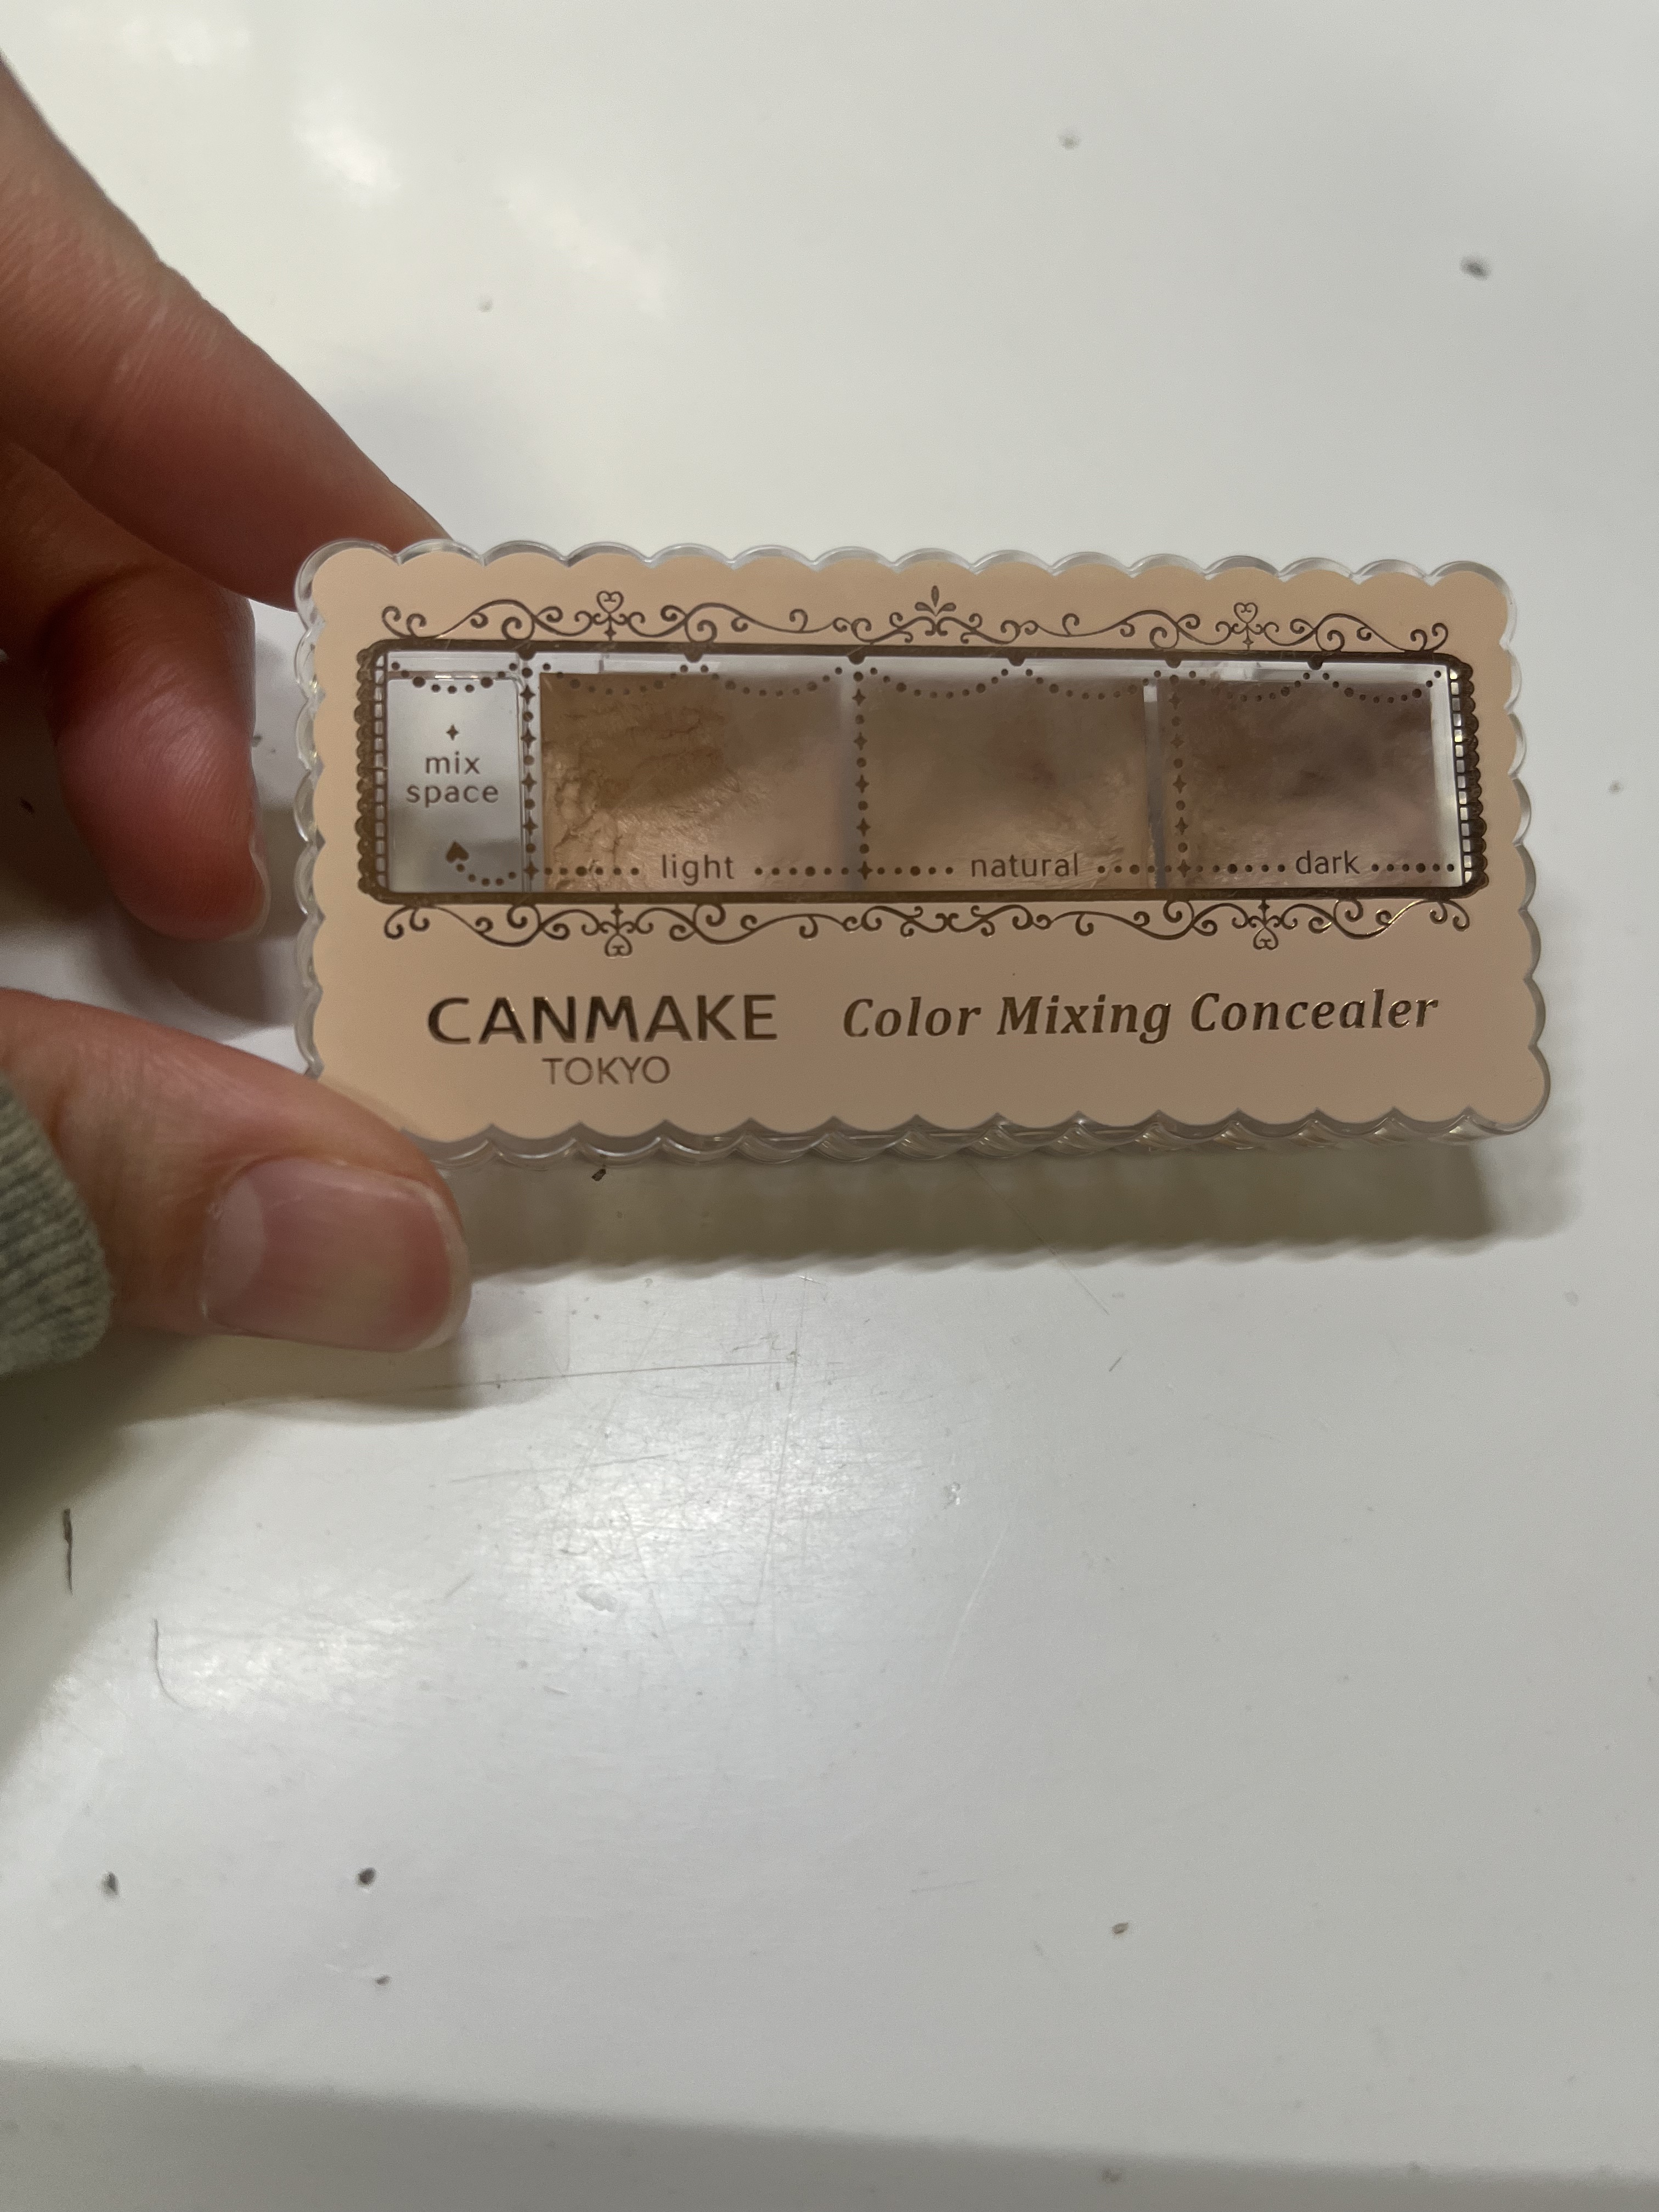 mix
space
light
natural
dark
CANMAKE
TOKYO
Color Mixing Concealer